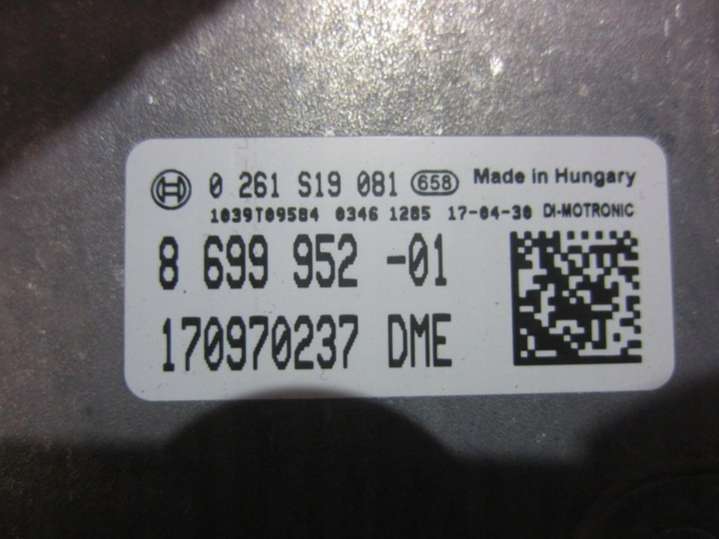 0 261 S19 081 658 Made in Hungary
1039T09584 0346 1285 17-04-30 DI-MOTRONIC
8 699 952 -01
170970237 DME